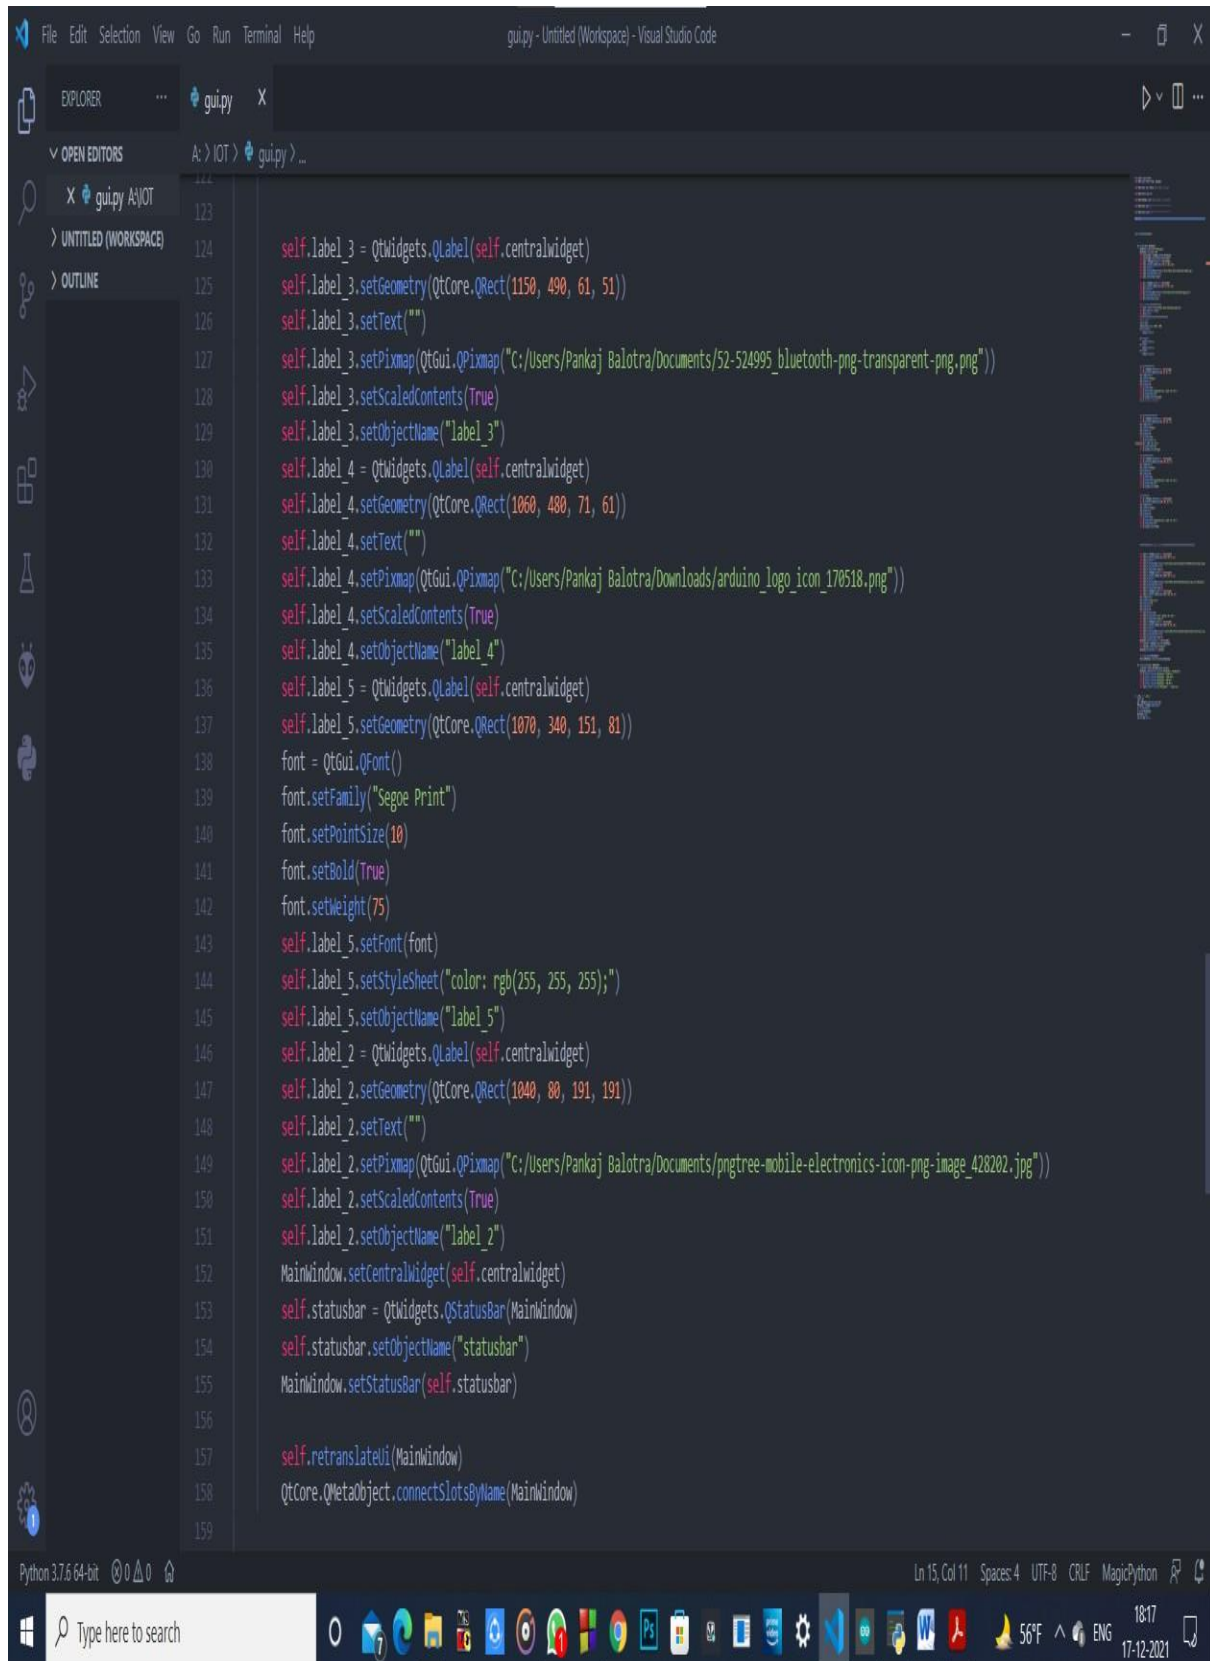 File Edit Selection View Go Run Terminal Help gui.py - Untitled (Workspace) - Visual Studio Code
EXPLORER ... gui.py X
OPEN EDITORS A: > IOT > gui.py > ...
X gui.py A:\IOT
> UNTITLED (WORKSPACE)
> OUTLINE
122
123
124 self.label_3 = QtWidgets.QLabel(self.centralwidget)
125 self.label_3.setGeometry(QtCore.QRect(1150, 490, 61, 51))
126 self.label_3.setText("")
127 self.label_3.setPixmap(QtGui.QPixmap("C:/Users/Pankaj Balotra/Documents/52-524995_bluetooth-png-transparent-png.png"))
128 self.label_3.setScaledContents(True)
129 self.label_3.setObjectName("label_3")
130 self.label_4 = QtWidgets.QLabel(self.centralwidget)
131 self.label_4.setGeometry(QtCore.QRect(1060, 480, 71, 61))
132 self.label_4.setText("")
133 self.label_4.setPixmap(QtGui.QPixmap("C:/Users/Pankaj Balotra/Downloads/arduino_logo_icon_170518.png"))
134 self.label_4.setScaledContents(True)
135 self.label_4.setObjectName("label_4")
136 self.label_5 = QtWidgets.QLabel(self.centralwidget)
137 self.label_5.setGeometry(QtCore.QRect(1070, 340, 151, 81))
138 font = QtGui.QFont()
139 font.setFamily("Segoe Print")
140 font.setPointSize(10)
141 font.setBold(True)
142 font.setWeight(75)
143 self.label_5.setFont(font)
144 self.label_5.setStyleSheet("color: rgb(255, 255, 255);")
145 self.label_5.setObjectName("label_5")
146 self.label_2 = QtWidgets.QLabel(self.centralwidget)
147 self.label_2.setGeometry(QtCore.QRect(1040, 80, 191, 191))
148 self.label_2.setText("")
149 self.label_2.setPixmap(QtGui.QPixmap("C:/Users/Pankaj Balotra/Documents/pngtree-mobile-electronics-icon-png-image_428202.jpg"))
150 self.label_2.setScaledContents(True)
151 self.label_2.setObjectName("label_2")
152 MainWindow.setCentralWidget(self.centralwidget)
153 self.statusbar = QtWidgets.QStatusBar(MainWindow)
154 self.statusbar.setObjectName("statusbar")
155 MainWindow.setStatusBar(self.statusbar)
156
157 self.retranslateUi(MainWindow)
158 QtCore.QMetaObject.connectSlotsByName(MainWindow)
159
1
Python 3.7.6 64-bit 0 0 Ln 15, Col 11 Spaces: 4 UTF-8 CRLF MagicPython
Type here to search 7 1 Ps W 56°F ENG 18:17
17-12-2021